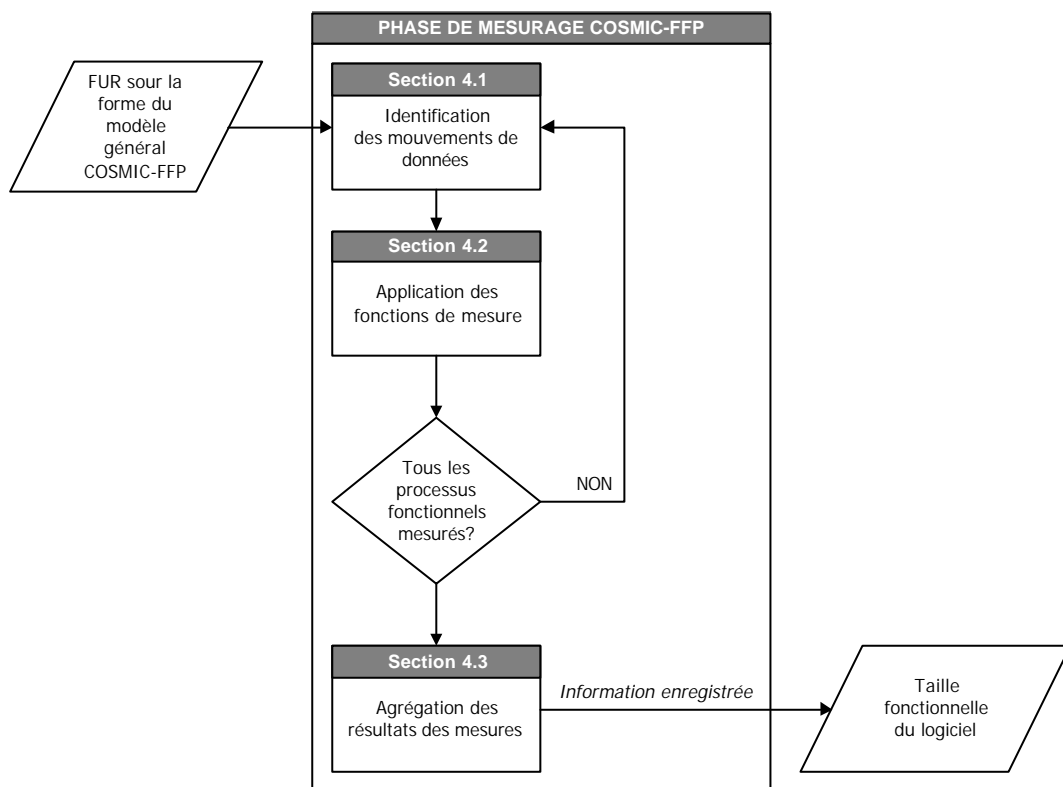 PHASE DE MESURAGE COSMIC-FFP
FUR sour la
forme du
modèle
général
COSMIC-FFP
Section 4.1
Identification
des mouvements de
données
Section 4.2
Application des
fonctions de mesure
Tous les
processus
fonctionnels
mesurés?
NON
Section 4.3
Agrégation des
résultats des mesures
Information enregistrée
Taille
fonctionnelle
du logiciel